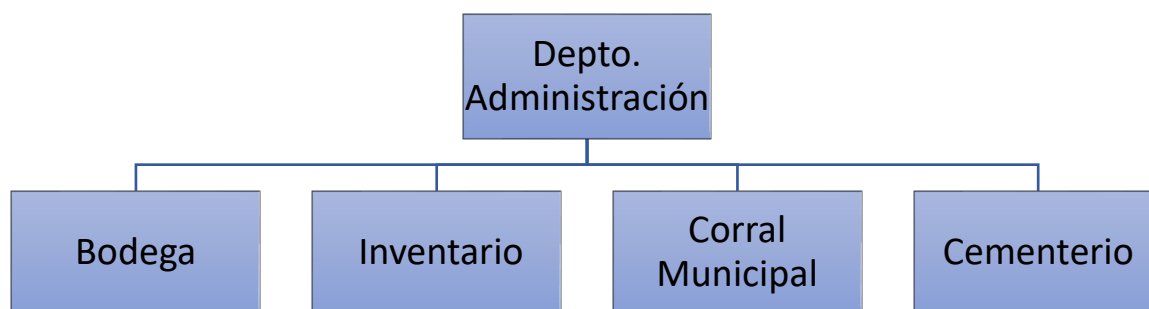 Depto.
Administración
Bodega
Inventario
Corral
Municipal
Cementerio